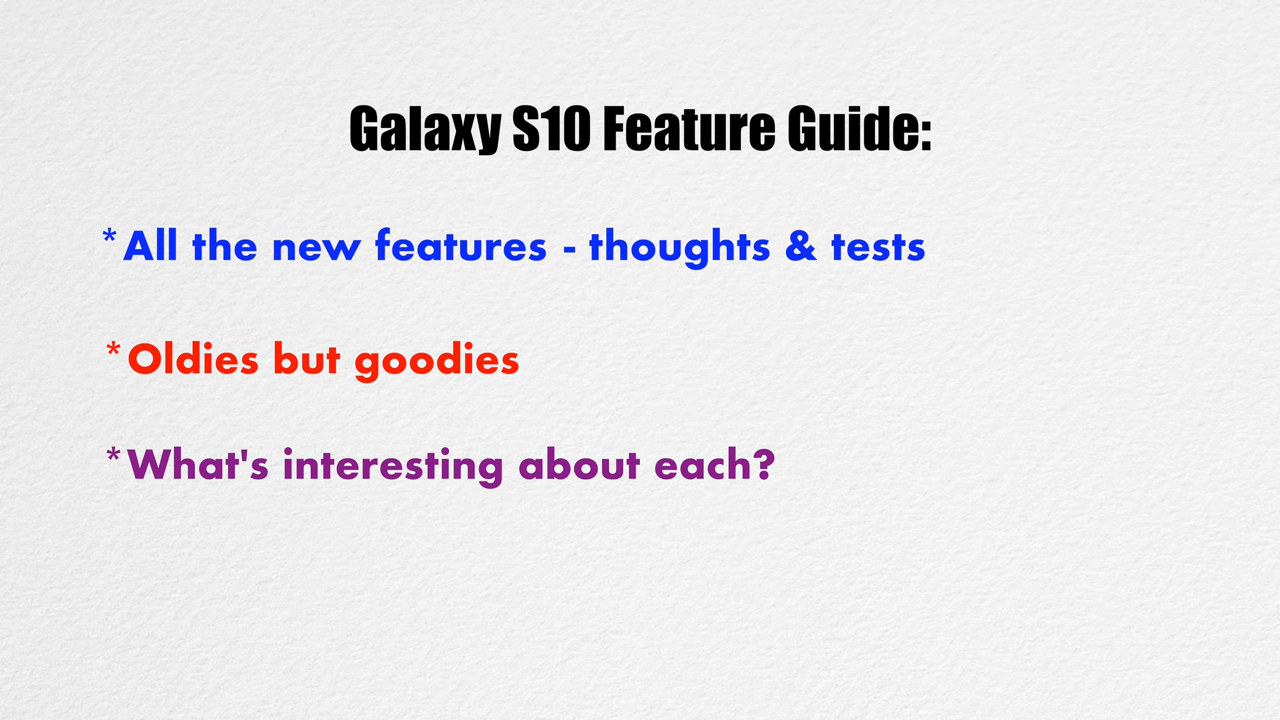 Galaxy S10 Feature Guide:
*All the new features - thoughts & tests
*Oldies but goodies
*What's interesting about each?